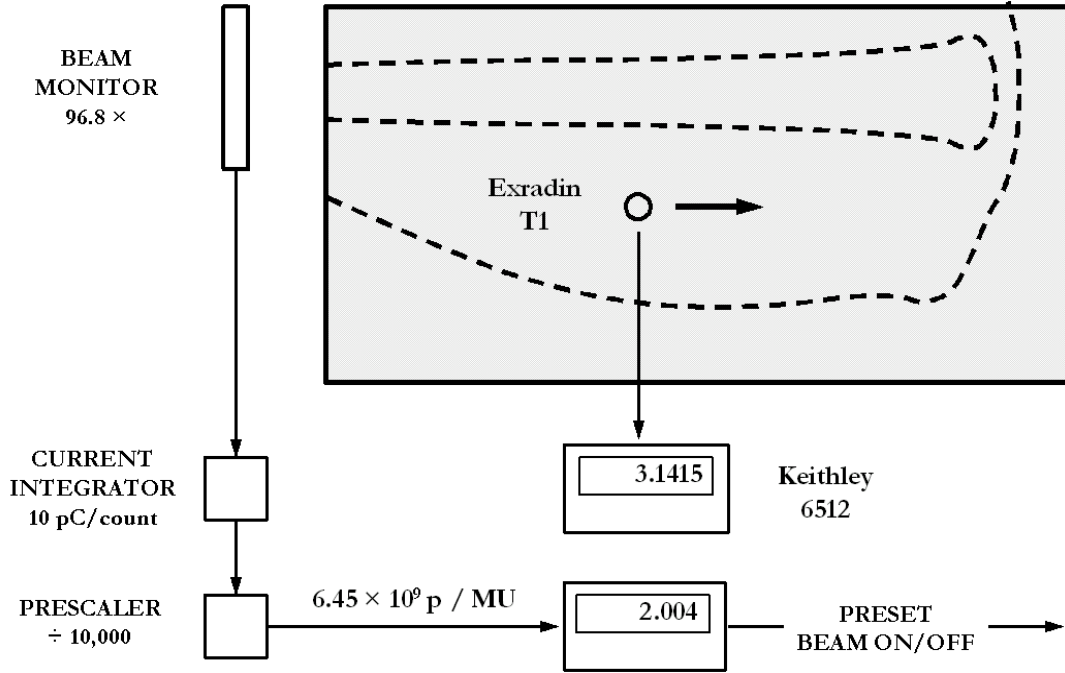 BEAM
MONITOR
96.8 ×
Exradin
T1
CURRENT
INTEGRATOR
10 pC/count
3.1415
Keithley
6512
PRESCALER
÷ 10,000
6.45 × 10⁹ p / MU
2.004
PRESET
BEAM ON/OFF